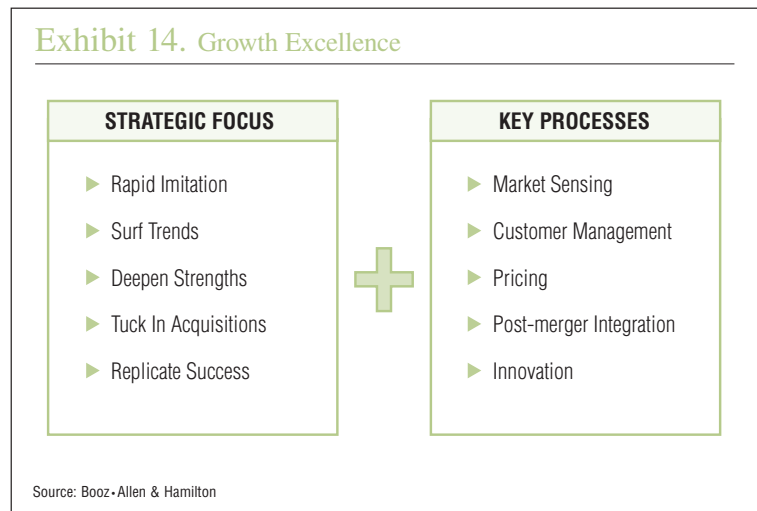 Exhibit 14. Growth Excellence
STRATEGIC FOCUS
Rapid Imitation
Surf Trends
Deepen Strengths
Tuck In Acquisitions
Replicate Success
KEY PROCESSES
Market Sensing
Customer Management
Pricing
Post-merger Integration
Innovation
Source: Booz•Allen & Hamilton